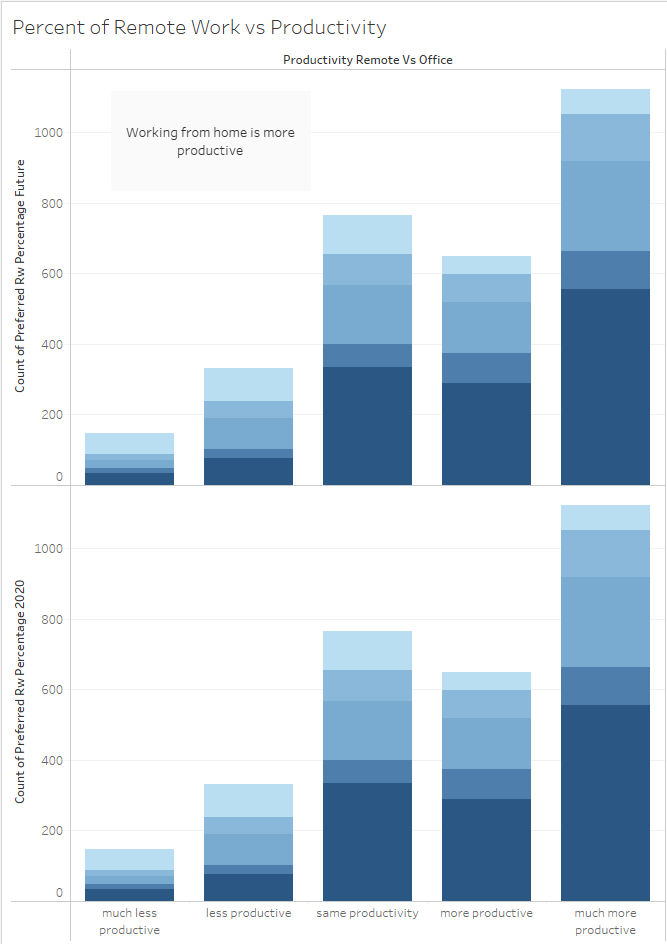 Percent of Remote Work vs Productivity
Productivity Remote Vs Office
Working from home is more
productive
Count of Preferred Rw Percentage Future
1000
800
600
400
200
0
Count of Preferred Rw Percentage 2020
1000
800
600
400
200
0
much less
productive
less productive
same productivity
more productive
much more
productive